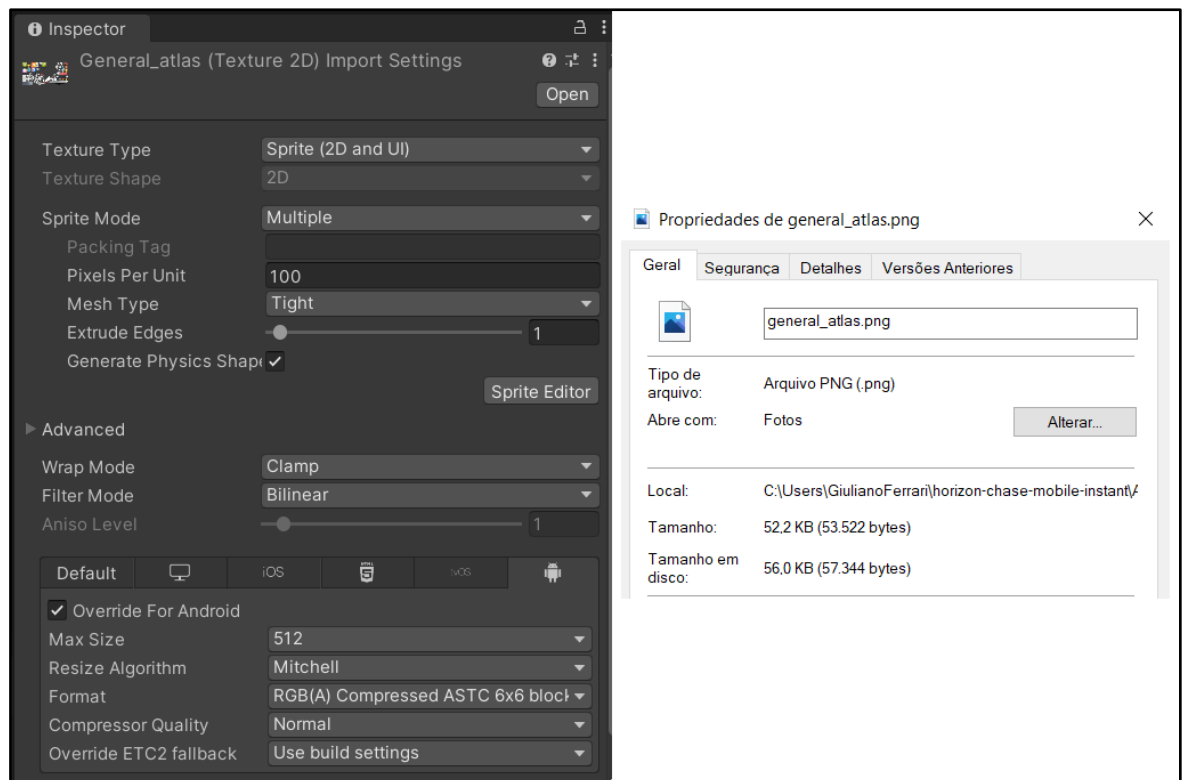 Inspector
General_atlas (Texture 2D) Import Settings
Open
Texture Type Sprite (2D and UI)
Texture Shape 2D
Sprite Mode Multiple
Packing Tag
Pixels Per Unit 100
Mesh Type Tight
Extrude Edges 1
Generate Physics Shap
Sprite Editor
Advanced
Wrap Mode Clamp
Filter Mode Bilinear
Aniso Level 1
Default iOS tvOS
Override For Android
Max Size 512
Resize Algorithm Mitchell
Format RGB(A) Compressed ASTC 6x6 block
Compressor Quality Normal
Override ETC2 fallback Use build settings
Propriedades de general_atlas.png
Geral Segurança Detalhes Versões Anteriores
general_atlas.png
Tipo de
arquivo: Arquivo PNG (.png)
Abre com: Fotos Alterar...
Local: C:\Users\GiulianoFerrari\horizon-chase-mobile-instant\A
Tamanho: 52,2 KB (53.522 bytes)
Tamanho em
disco: 56,0 KB (57.344 bytes)